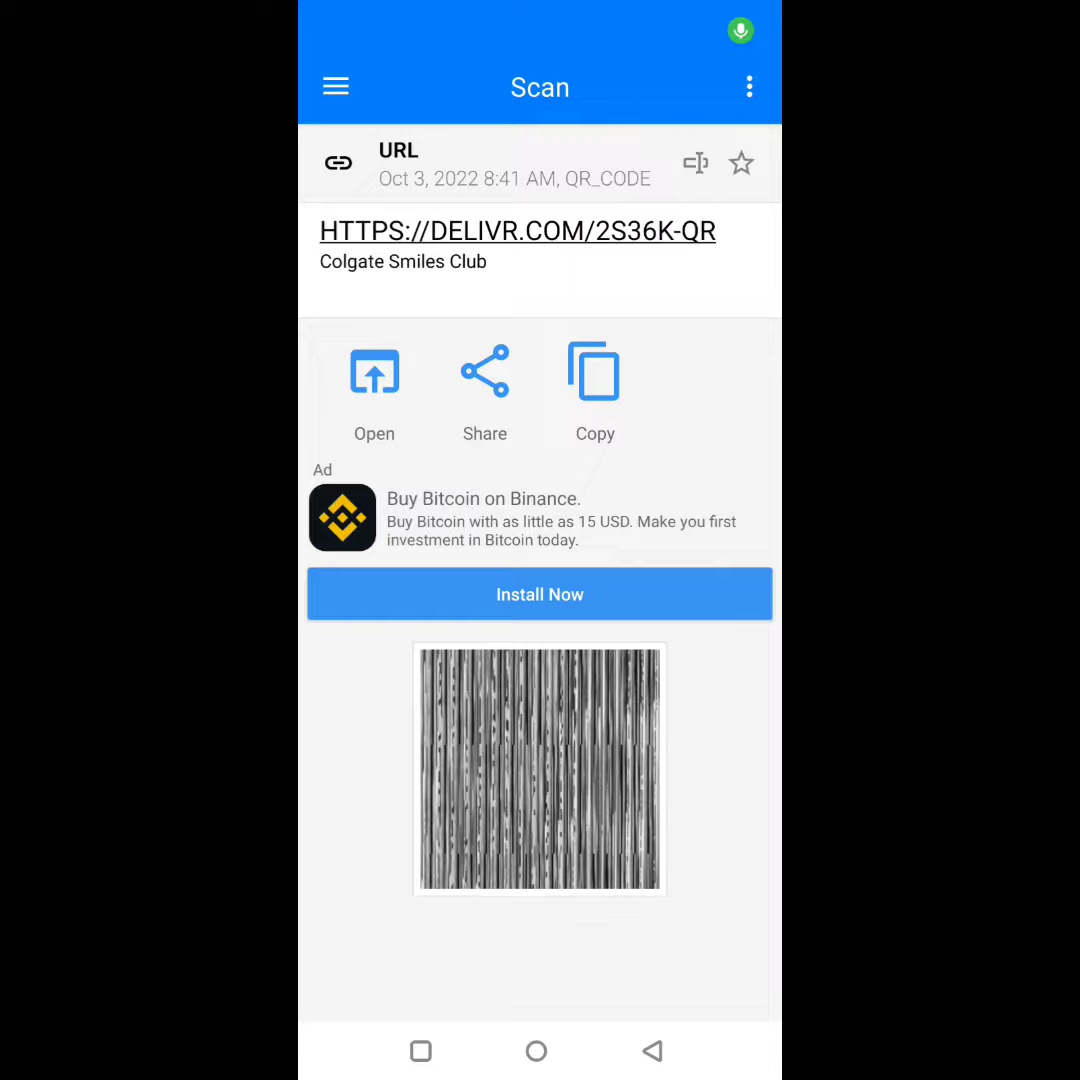 Scan
URL
Oct 3, 2022 8:41 AM, QR_CODE
HTTPS://DELIVR.COM/2S36K-QR
Colgate Smiles Club
Open Share Copy
Ad
Buy Bitcoin on Binance.
Buy Bitcoin with as little as 15 USD. Make you first
investment in Bitcoin today.
Install Now